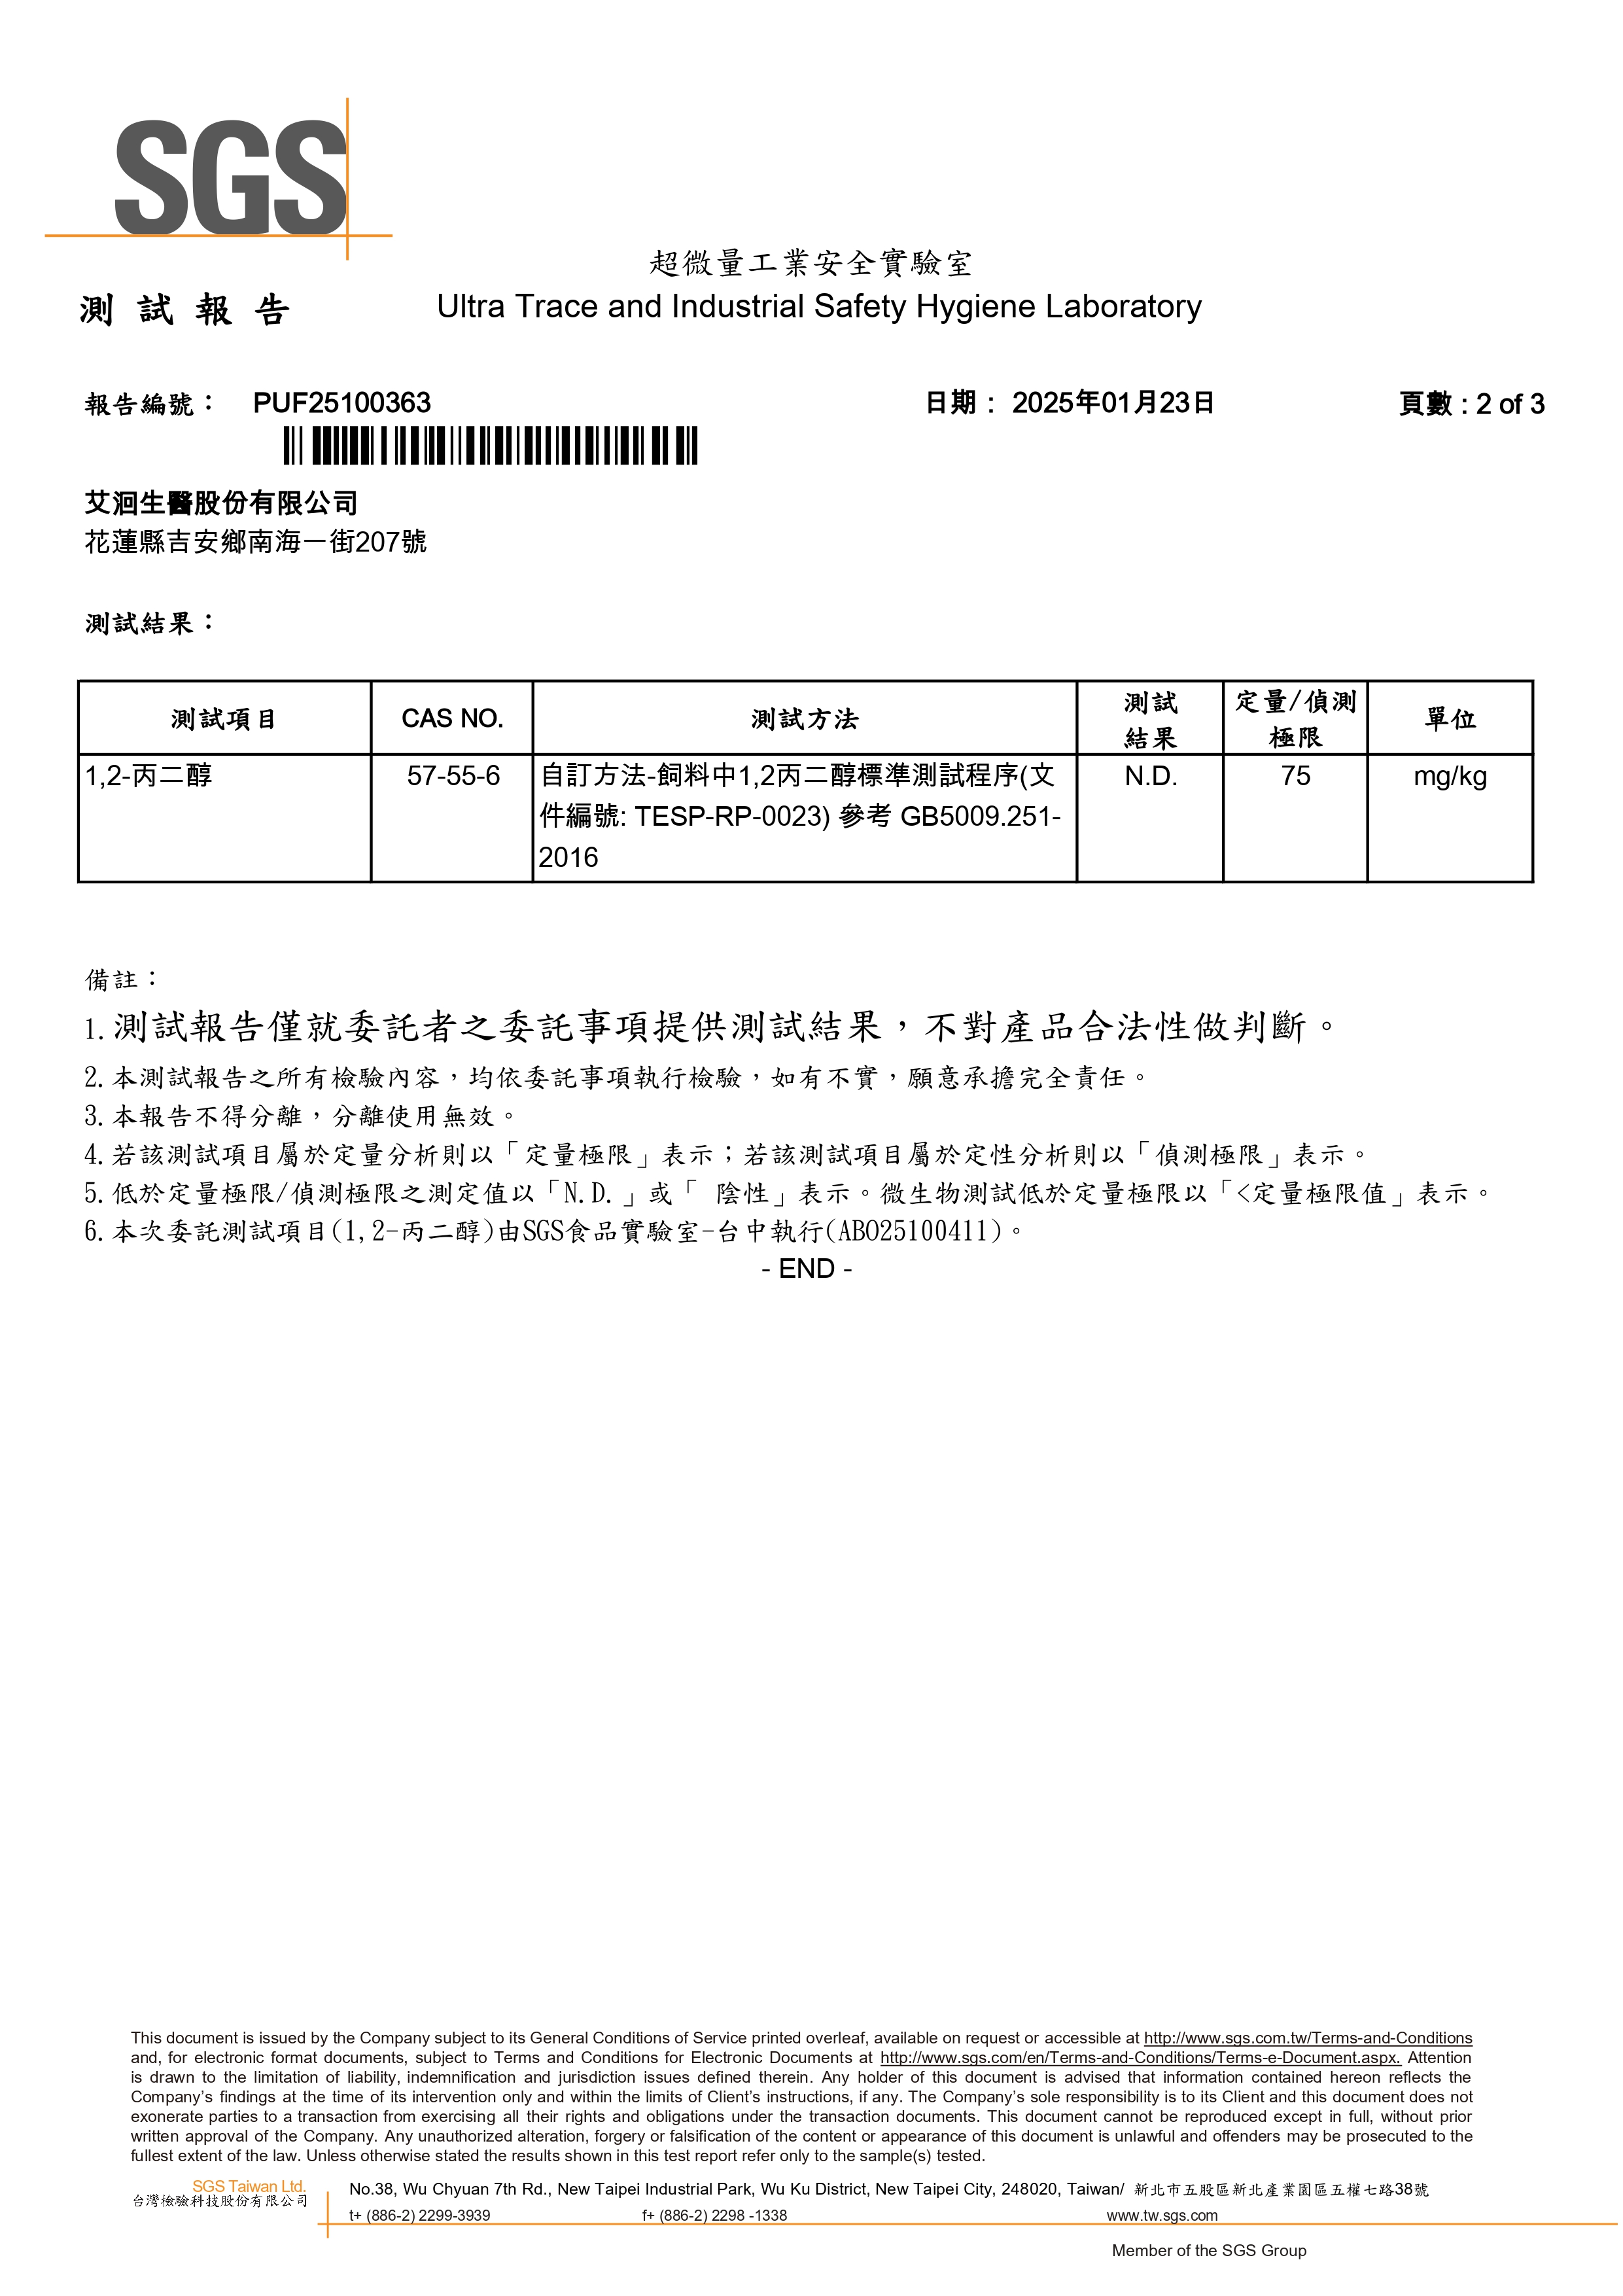 SGS
超微量工業安全實驗室
測 試 報 告 Ultra Trace and Industrial Safety Hygiene Laboratory
報告編號： PUF25100363 日期： 2025年01月23日 頁數 : 2 of 3
艾洄生醫股份有限公司
花蓮縣吉安鄉南海一街207號
測試結果：
測試項目 CAS NO. 測試方法 測試結果 定量/偵測極限 單位
1,2-丙二醇 57-55-6 自訂方法-飼料中1,2丙二醇標準測試程序(文 N.D. 75 mg/kg
件編號: TESP-RP-0023) 參考 GB5009.251-
2016
備註：
1.測試報告僅就委託者之委託事項提供測試結果，不對產品合法性做判斷。
2.本測試報告之所有檢驗內容，均依委託事項執行檢驗，如有不實，願意承擔完全責任。
3.本報告不得分離，分離使用無效。
4.若該測試項目屬於定量分析則以「定量極限」表示；若該測試項目屬於定性分析則以「偵測極限」表示。
5.低於定量極限/偵測極限之測定值以「N.D.」或「 陰性」表示。微生物測試低於定量極限以「<定量極限值」表示。
6.本次委託測試項目(1,2-丙二醇)由SGS食品實驗室-台中執行(ABO25100411)。
- END -
This document is issued by the Company subject to its General Conditions of Service printed overleaf, available on request or accessible at http://www.sgs.com.tw/Terms-and-Conditions
and, for electronic format documents, subject to Terms and Conditions for Electronic Documents at http://www.sgs.com/en/Terms-and-Conditions/Terms-e-Document.aspx. Attention
is drawn to the limitation of liability, indemnification and jurisdiction issues defined therein. Any holder of this document is advised that information contained hereon reflects the
Company's findings at the time of its intervention only and within the limits of Client's instructions, if any. The Company's sole responsibility is to its Client and this document does not
exonerate parties to a transaction from exercising all their rights and obligations under the transaction documents. This document cannot be reproduced except in full, without prior
written approval of the Company. Any unauthorized alteration, forgery or falsification of the content or appearance of this document is unlawful and offenders may be prosecuted to the
fullest extent of the law. Unless otherwise stated the results shown in this test report refer only to the sample(s) tested.
SGS Taiwan Ltd. No.38, Wu Chyuan 7th Rd., New Taipei Industrial Park, Wu Ku District, New Taipei City, 248020, Taiwan/ 新北市五股區新北產業園區五權七路38號
台灣檢驗科技股份有限公司
t+ (886-2) 2299-3939 f+ (886-2) 2298 -1338 www.tw.sgs.com
Member of the SGS Group